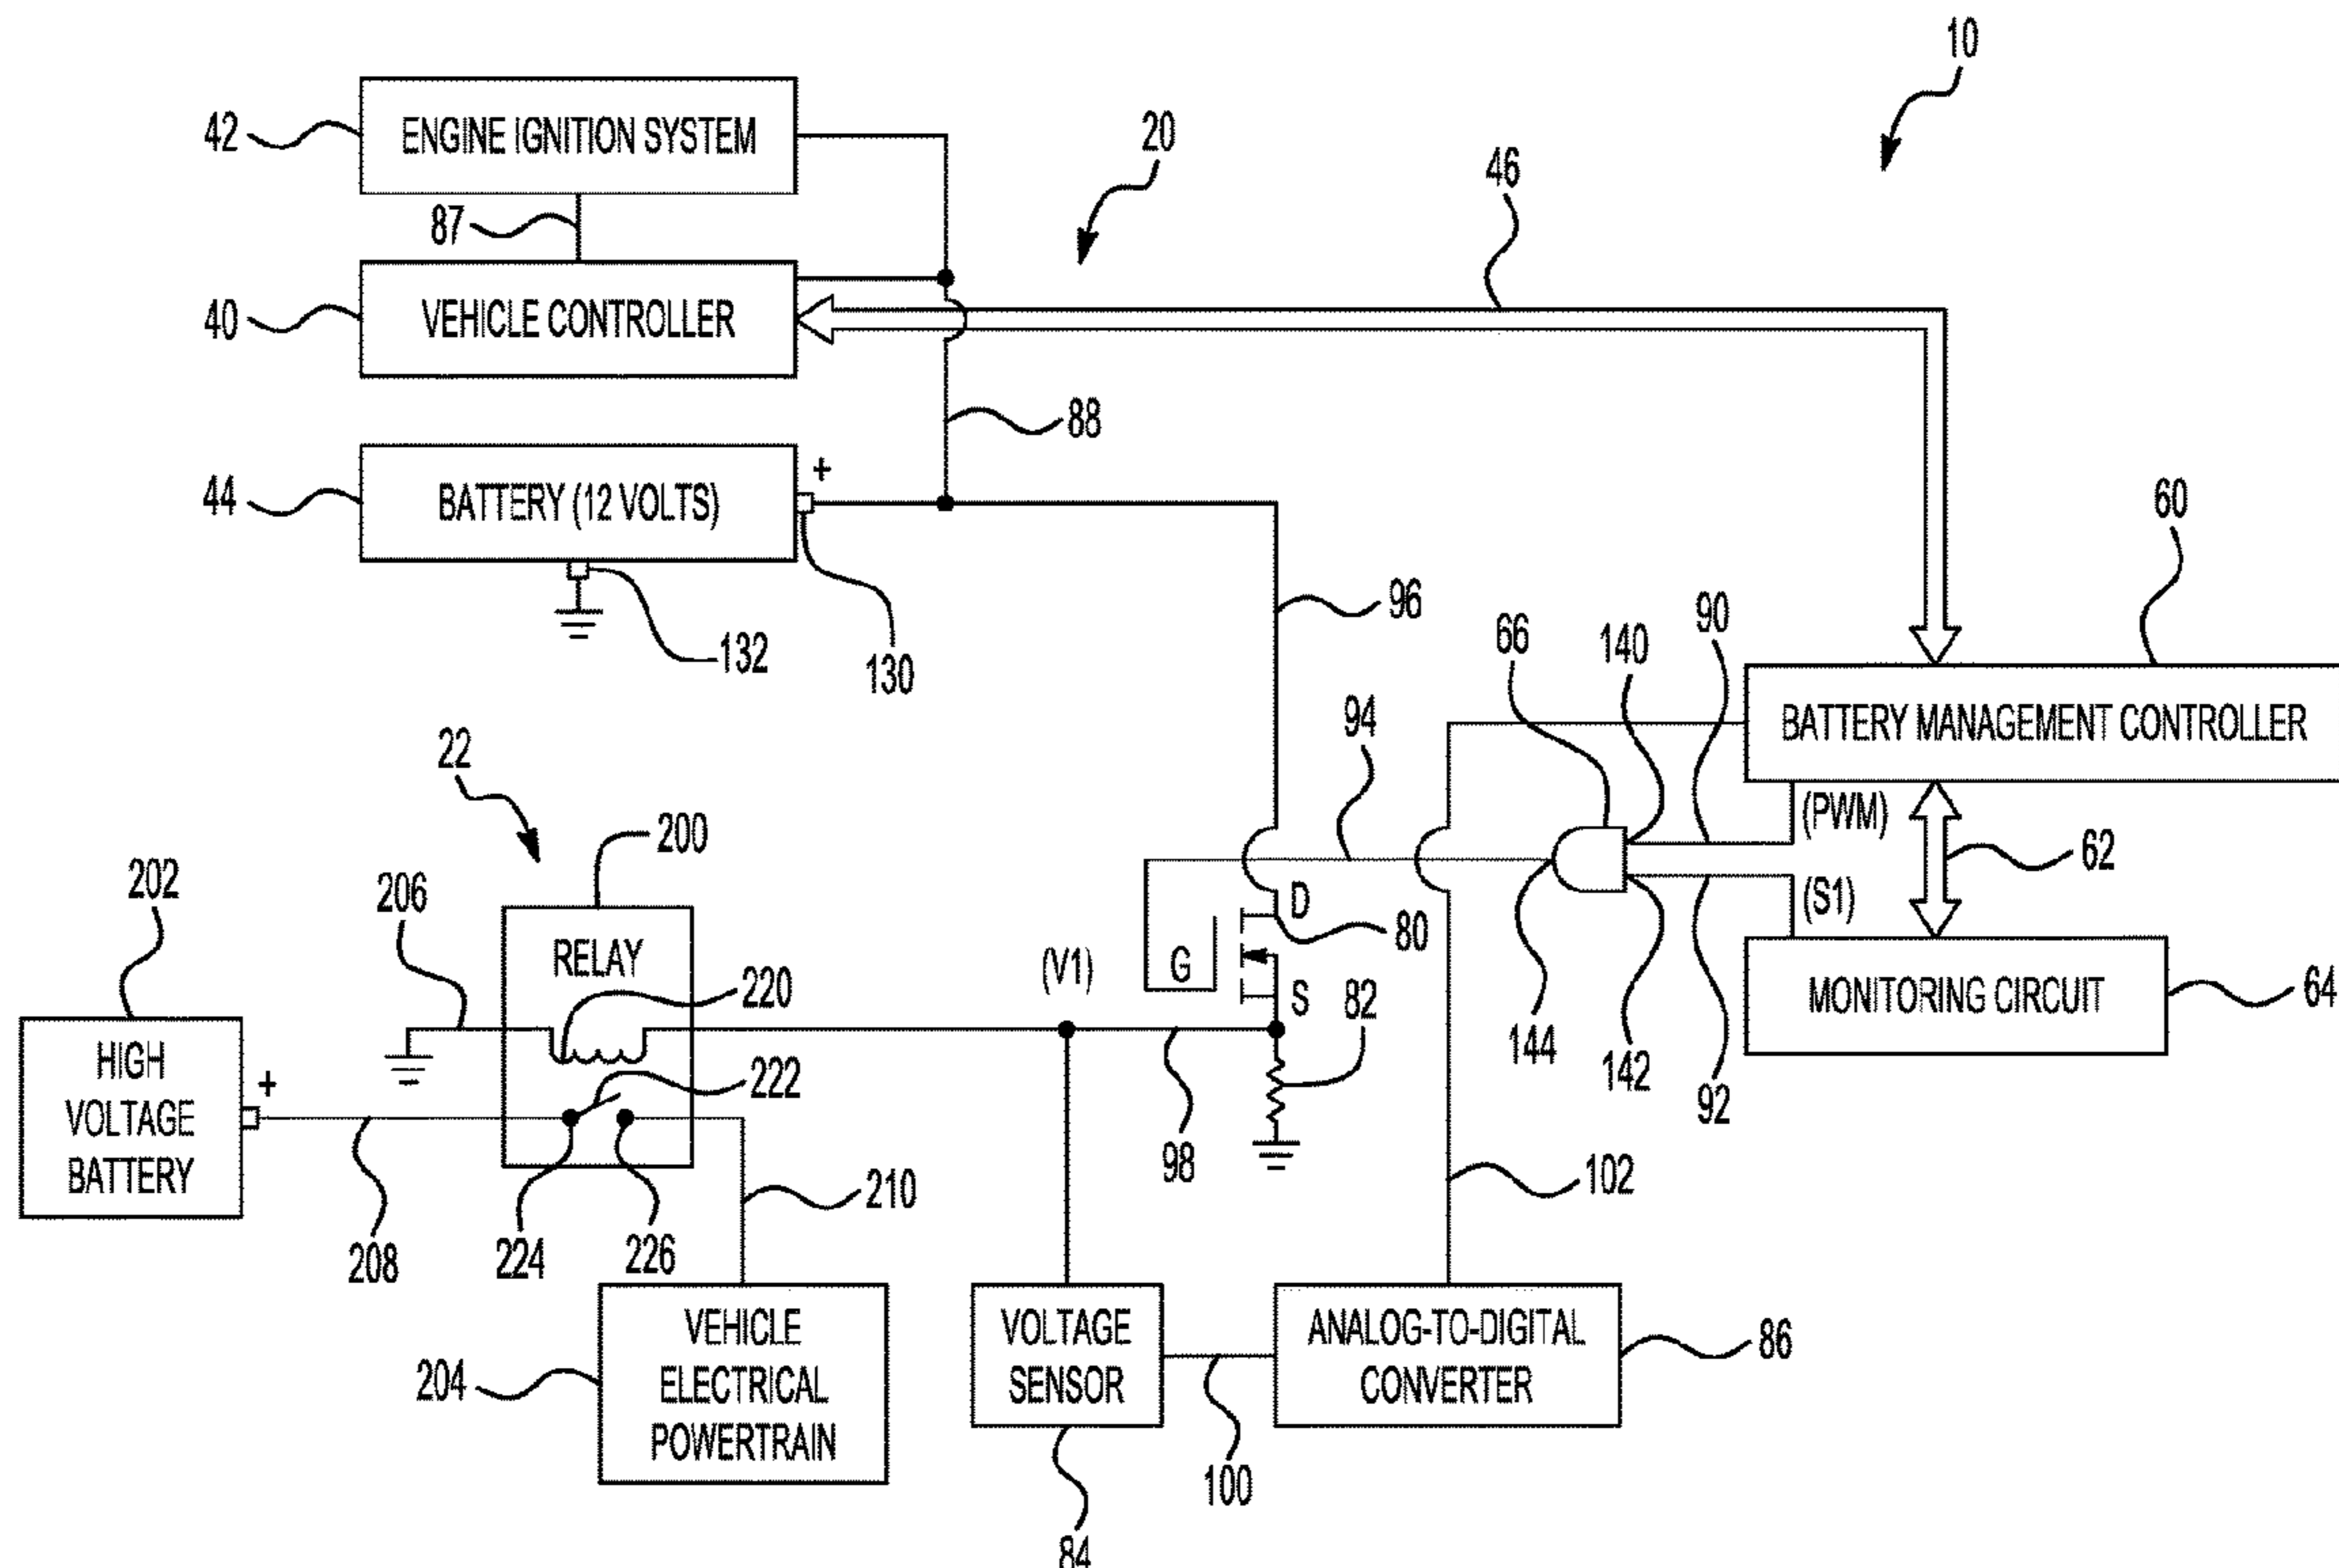 10
42
ENGINE IGNITION SYSTEM
20
46
87
40
VEHICLE CONTROLLER
88
44
BATTERY (12 VOLTS)
+
130
132
96
60
66
140
90
BATTERY MANAGEMENT CONTROLLER
94
22
200
(PWM)
62
202
206
RELAY
(V1)
G
D
S
80
(S1)
MONITORING CIRCUIT
64
220
82
144
142
92
HIGH
VOLTAGE
BATTERY
+
222
208
224
226
210
98
102
VEHICLE
ELECTRICAL
POWERTRAIN
204
VOLTAGE
SENSOR
ANALOG-TO-DIGITAL
CONVERTER
86
100
84